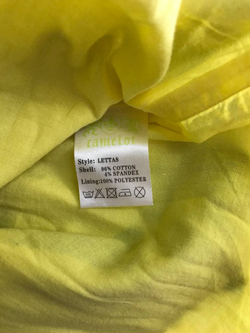 Style: LETTAS
Shell: 96% COTTON
4% SPANDEX
Lining: 100% POLYESTER